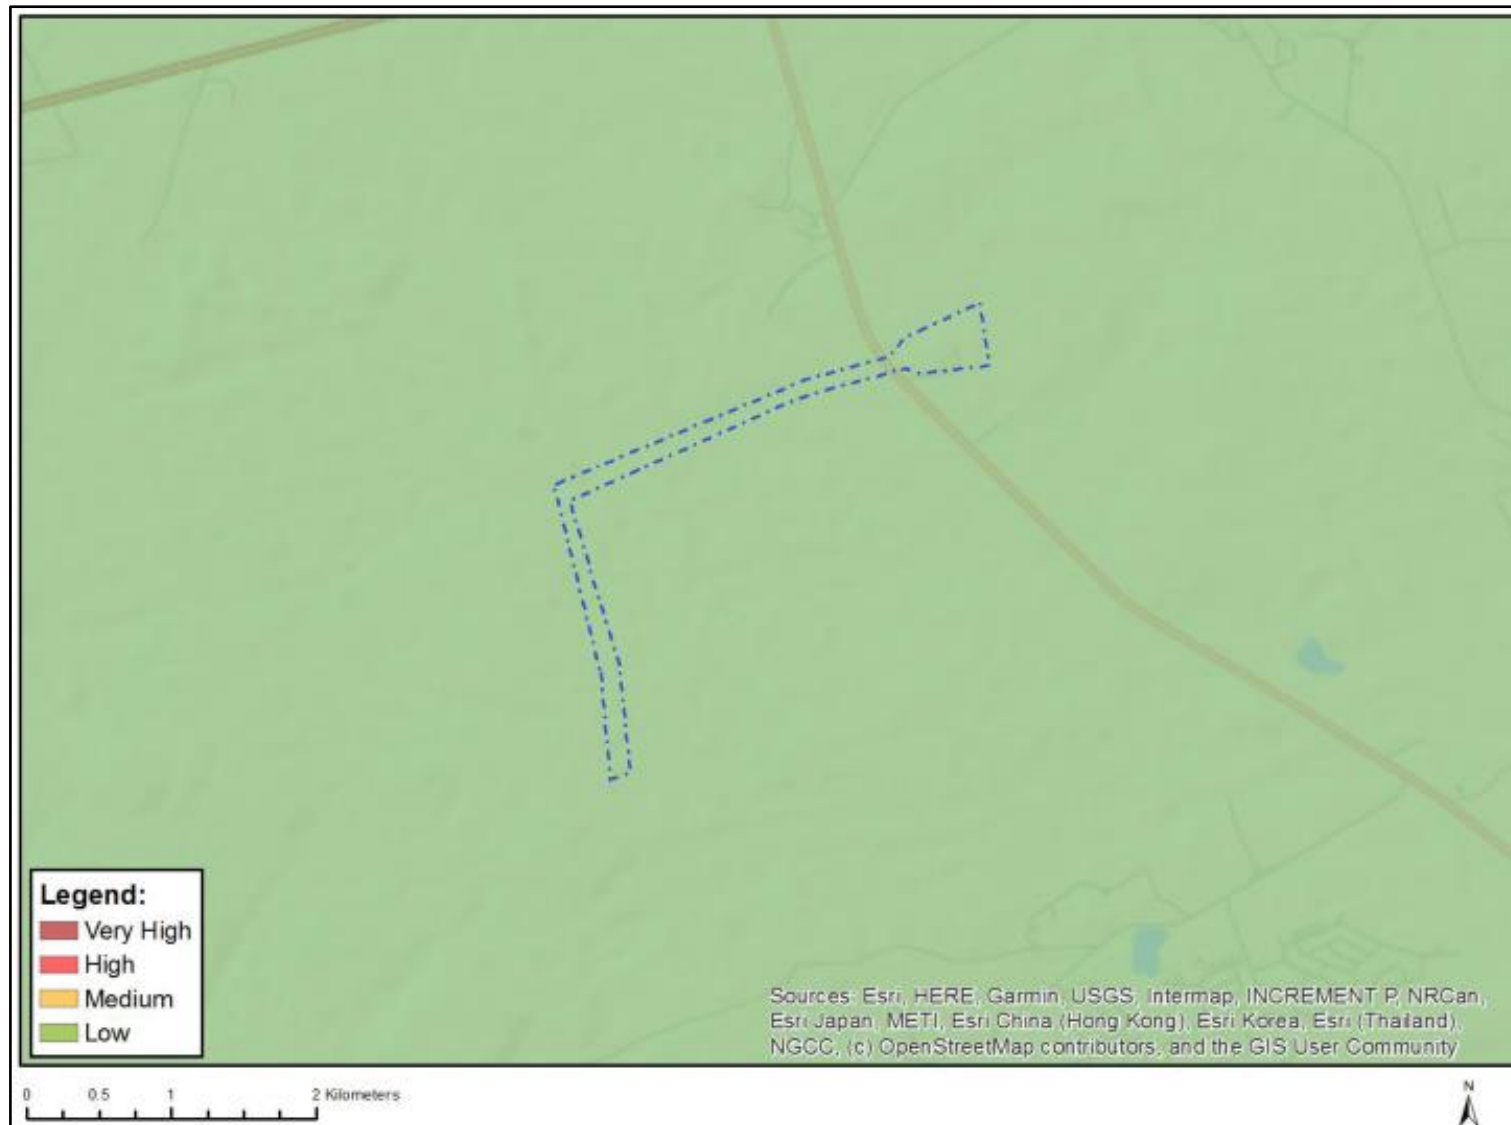 Legend:
Very High
High
Medium
Low
Sources: Esri, HERE, Garmin, USGS, Intermap, INCREMENT P, NRCan,
Esri Japan, METI, Esri China (Hong Kong), Esri Korea, Esri (Thailand),
NGCC, (c) OpenStreetMap contributors, and the GIS User Community
0 0.5 1 2 Kilometers
N